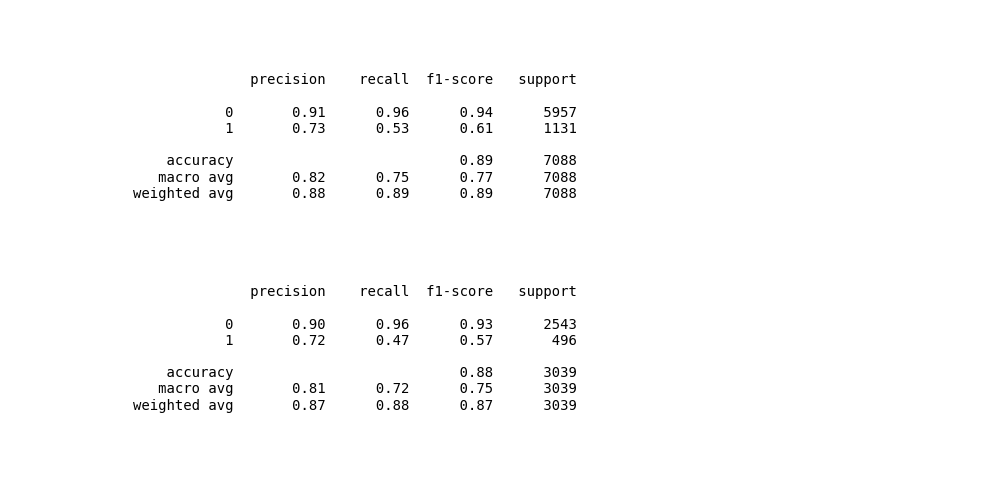 precision recall f1-score support
0 0.91 0.96 0.94 5957
1 0.73 0.53 0.61 1131
accuracy 0.89 7088
macro avg 0.82 0.75 0.77 7088
weighted avg 0.88 0.89 0.89 7088
precision recall f1-score support
0 0.90 0.96 0.93 2543
1 0.72 0.47 0.57 496
accuracy 0.88 3039
macro avg 0.81 0.72 0.75 3039
weighted avg 0.87 0.88 0.87 3039